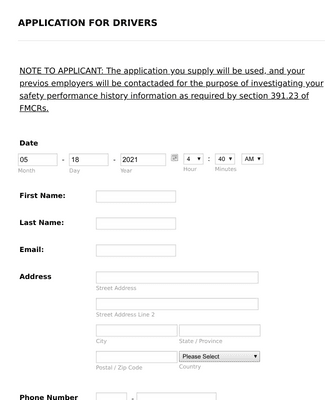 APPLICATION FOR DRIVERS
NOTE TO APPLICANT: The application you supply will be used, and your
previos employers will be contactaded for the purpose of investigating your
safety performance history information as required by section 391.23 of
FMCRs.
Date
05 - 18 - 2021 4 : 40 AM
Month Day Year Hour Minutes
First Name:
Last Name:
Email:
Address
Street Address
Street Address Line 2
City State / Province
Please Select
Postal / Zip Code Country
Phone Number -